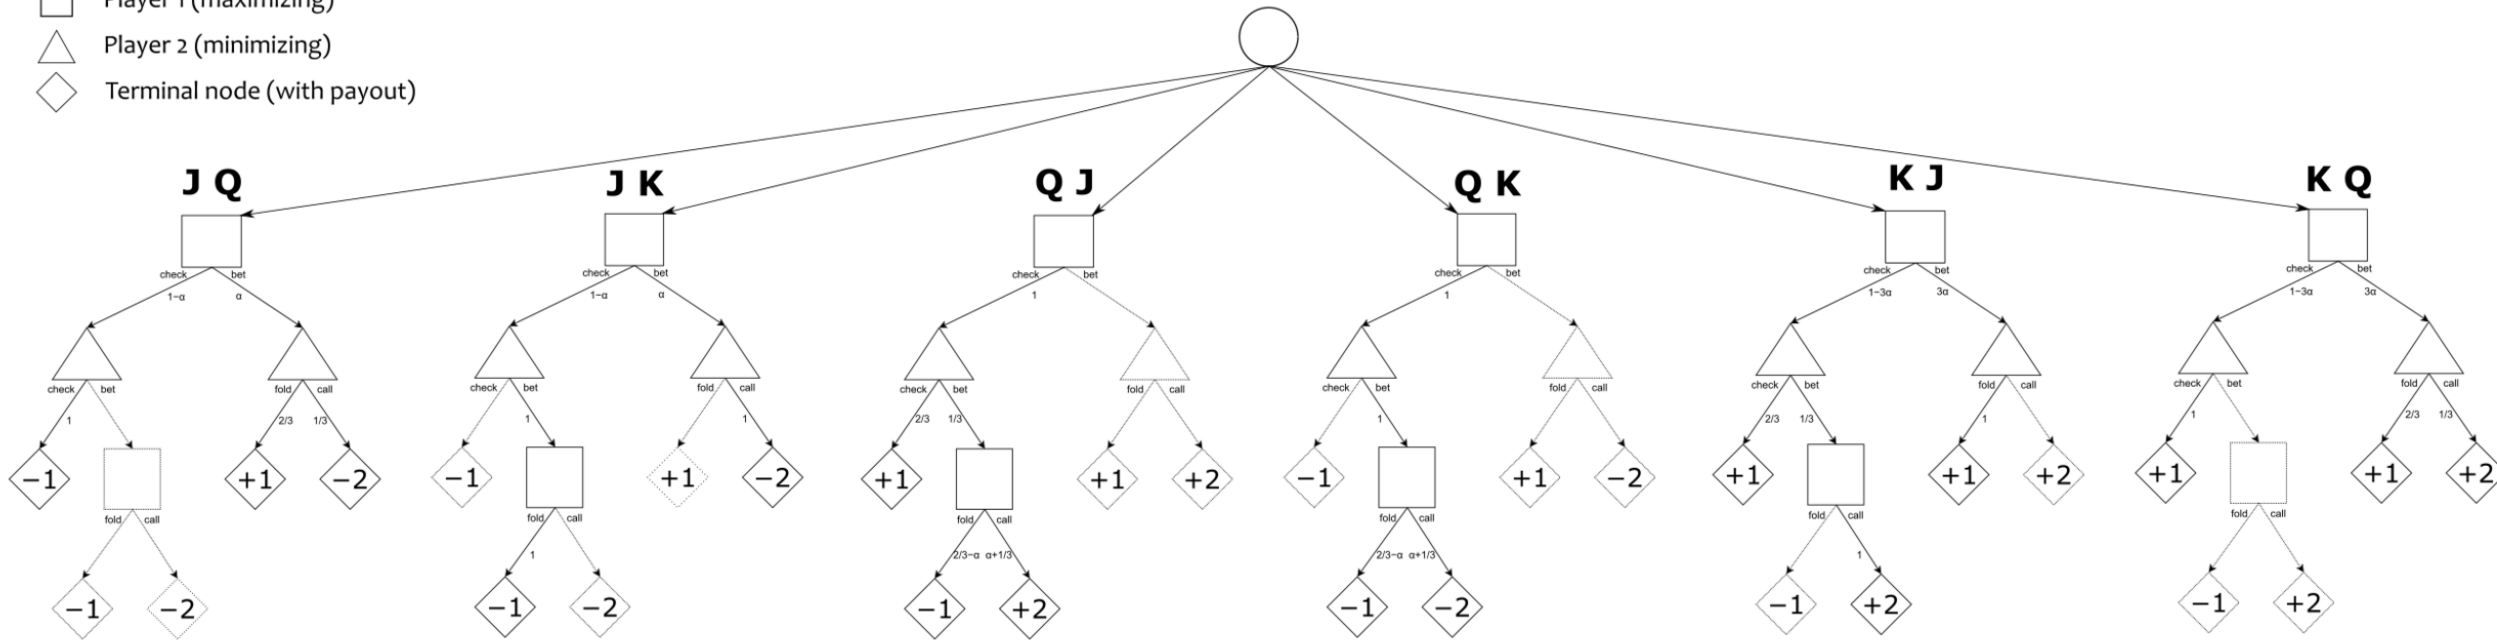 Player 1 (maximizing)
Player 2 (minimizing)
Terminal node (with payout)
J Q J K Q J Q K K J K Q
check bet check bet check bet check bet check bet check bet
1−α α 1−α α 1 1 1−3α 3α 1−3α 3α
check bet fold call check bet fold call check bet fold call check bet fold call check bet fold call check bet fold call
1 2/3 1/3 1 1 2/3 1/3 1 2/3 1/3 1 1 2/3 1/3
−1 +1 −2 −1 +1 −2 +1 +1 +2 −1 +1 −2 +1 +1 +2 +1 +1 +2
fold call fold call fold call fold call fold call fold call
1 2/3−α α+1/3 2/3−α α+1/3 1
−1 −2 −1 −2 −1 +2 −1 −2 −1 +2 −1 +2